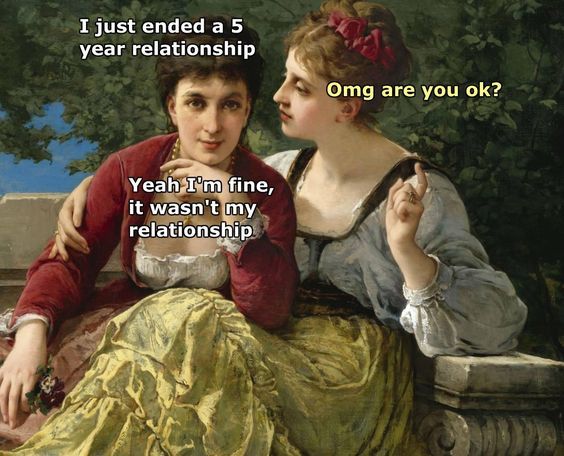 I just ended a 5
year relationship
Omg are you ok?
Yeah I'm fine,
it wasn't my
relationship